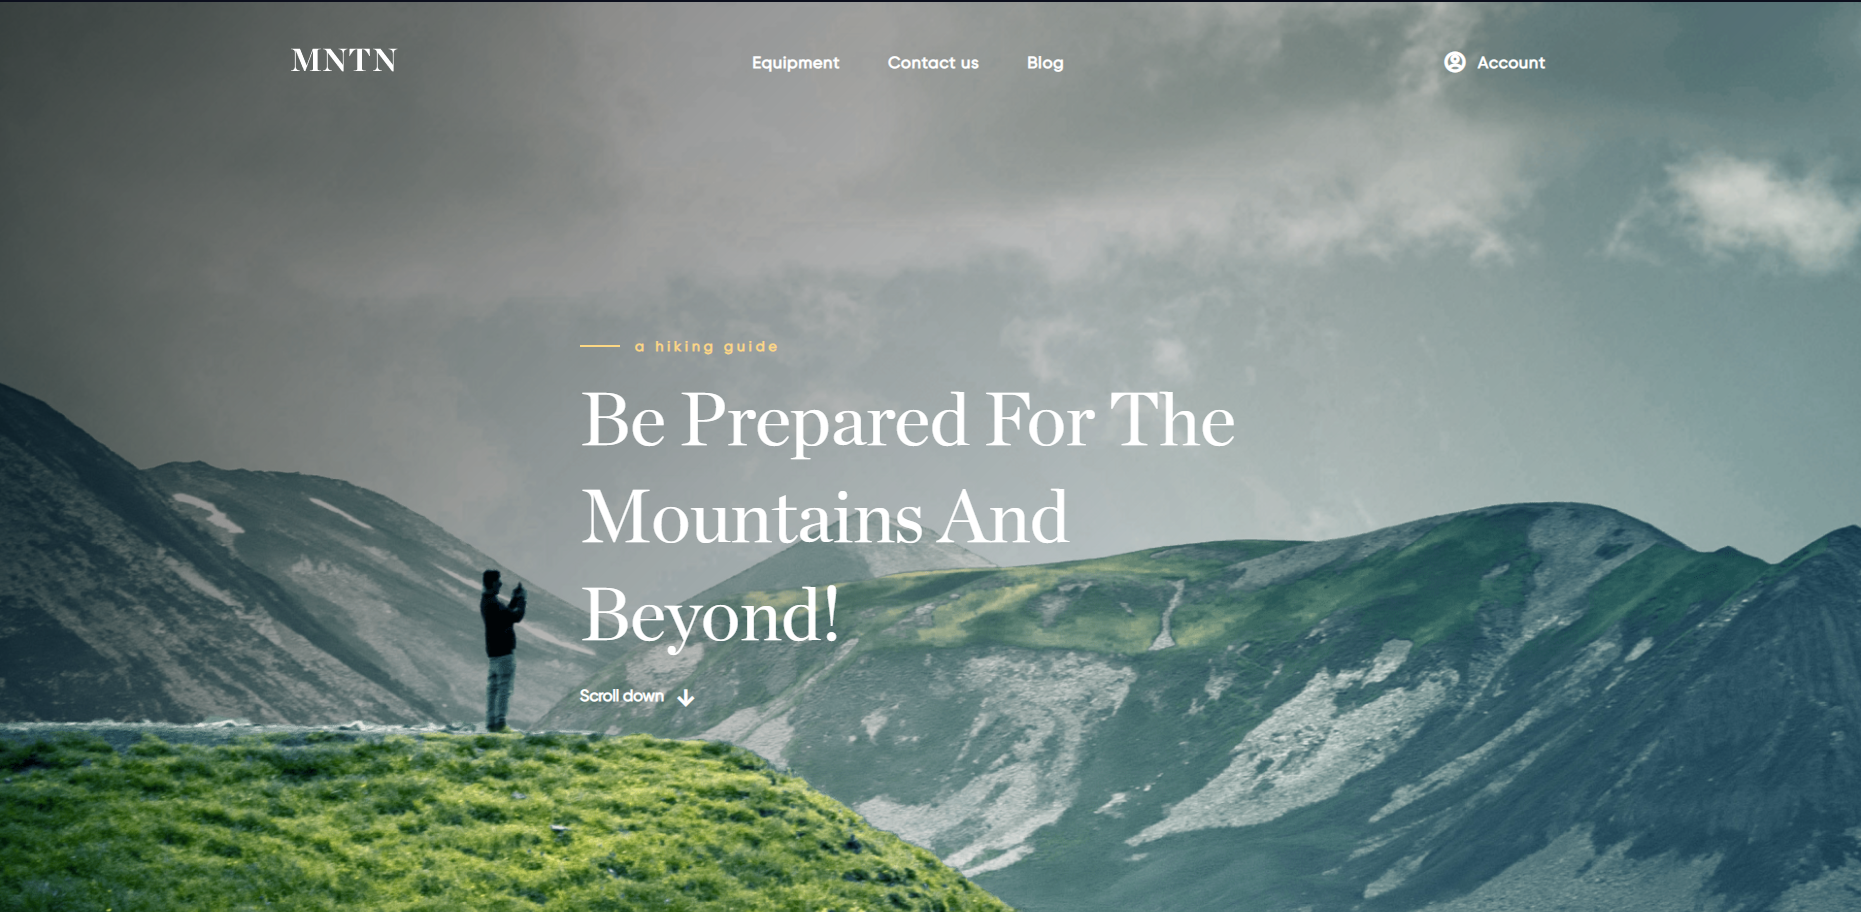 MNTN
Equipment Contact us Blog
Account
a hiking guide
Be Prepared For The
Mountains And
Beyond!
Scroll down